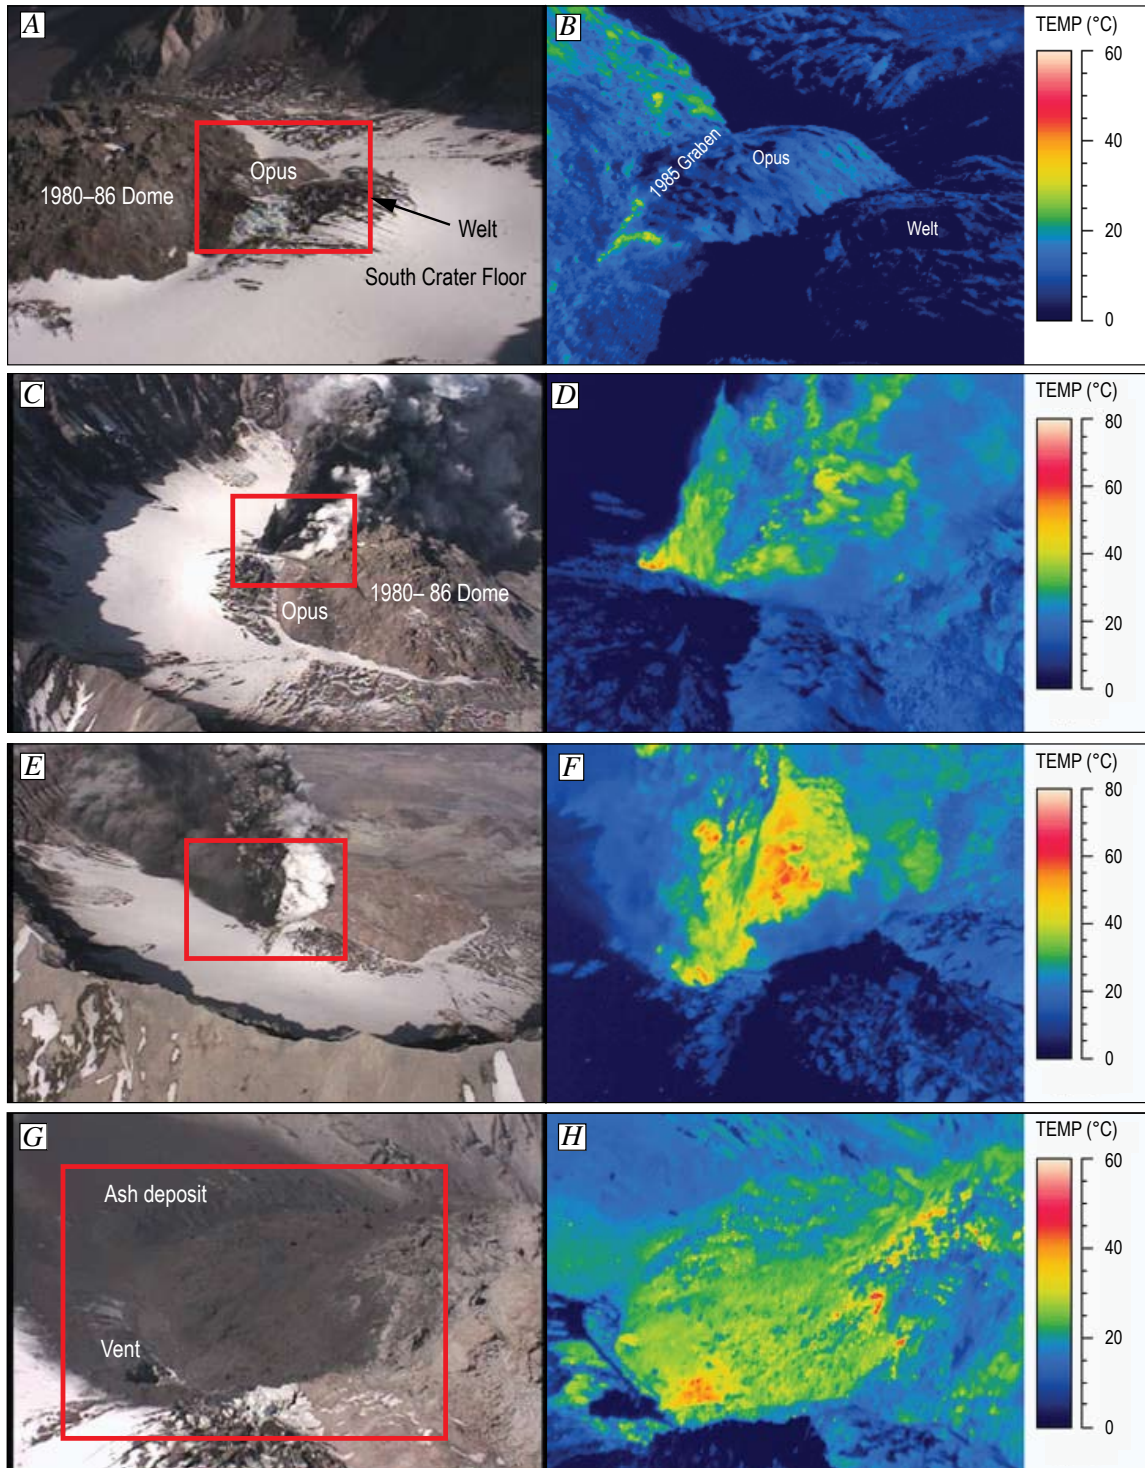 A
Opus
1980–86 Dome
Welt
South Crater Floor
B
1985 Graben
Opus
Welt
TEMP (°C)
60
40
20
0
C
1980– 86 Dome
Opus
D
TEMP (°C)
80
60
40
20
0
E
F
TEMP (°C)
80
60
40
20
0
G
Ash deposit
Vent
H
TEMP (°C)
60
40
20
0